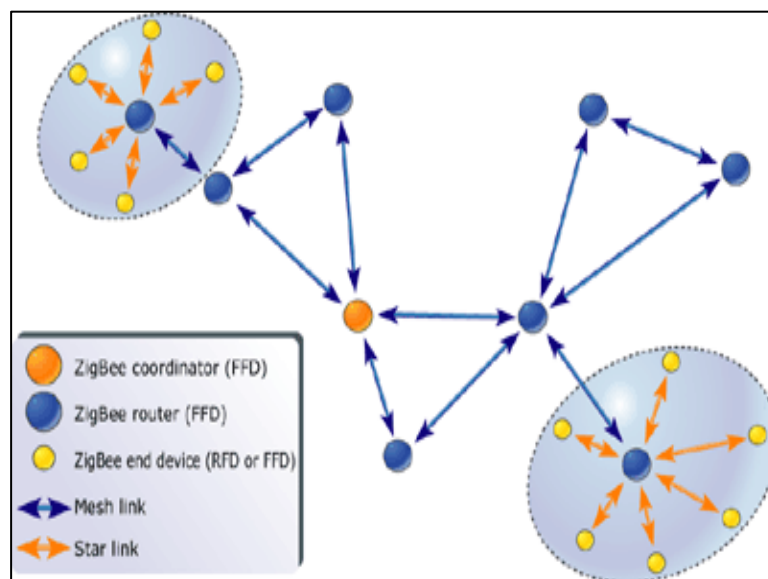 ZigBee coordinator (FFD)
ZigBee router (FFD)
ZigBee end device (RFD or FFD)
Mesh link
Star link